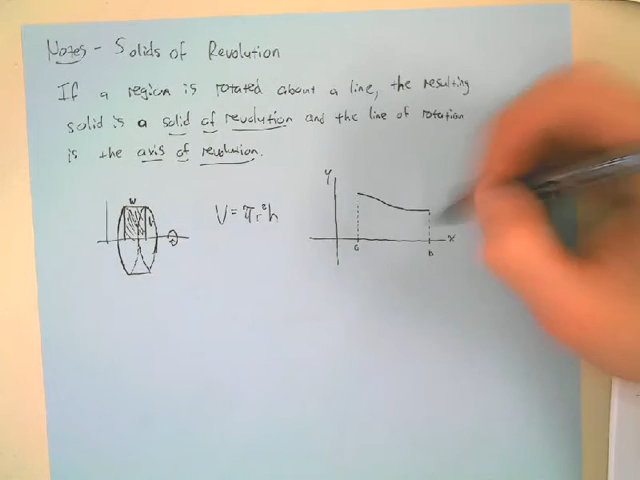 Notes - Solids of Revolution
If a region is rotated about a line, the resulting
solid is a solid of revolution and the line of rotation
is the axis of revolution.
w
V = πr²h
y
x
a
b